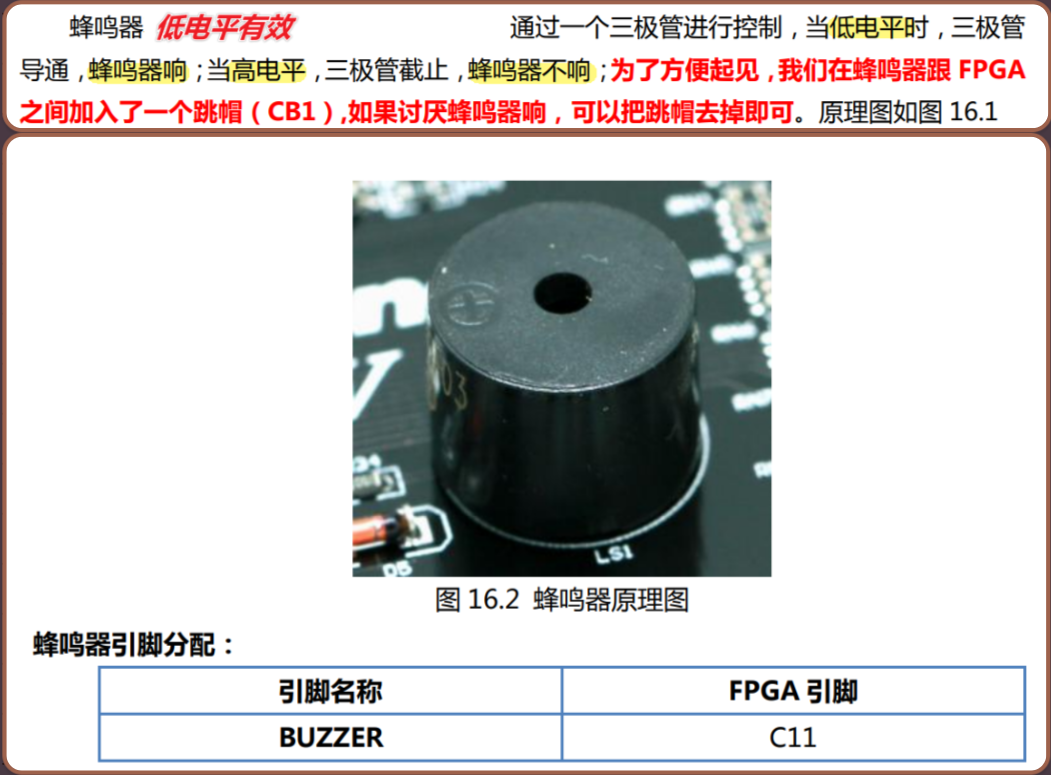 蜂鸣器 低电平有效 通过一个三极管进行控制，当低电平时，三极管
导通，蜂鸣器响；当高电平，三极管截止，蜂鸣器不响；为了方便起见，我们在蜂鸣器跟 FPGA
之间加入了一个跳帽（CB1）,如果讨厌蜂鸣器响，可以把跳帽去掉即可。原理图如图 16.1
03
D5
LS1
图 16.2 蜂鸣器原理图
蜂鸣器引脚分配：
引脚名称 FPGA 引脚
BUZZER C11